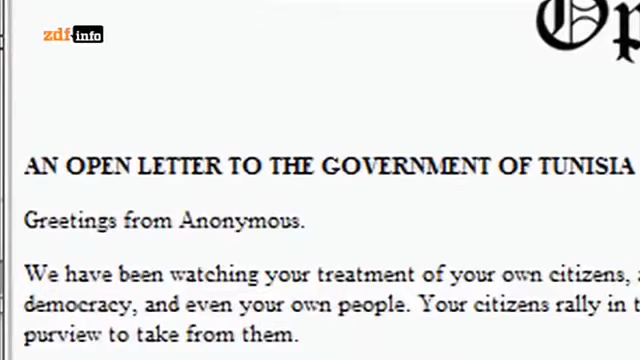 zdf.info
Op
AN OPEN LETTER TO THE GOVERNMENT OF TUNISIA
Greetings from Anonymous.
We have been watching your treatment of your own citizens, a
democracy, and even your own people. Your citizens rally in t
purview to take from them.